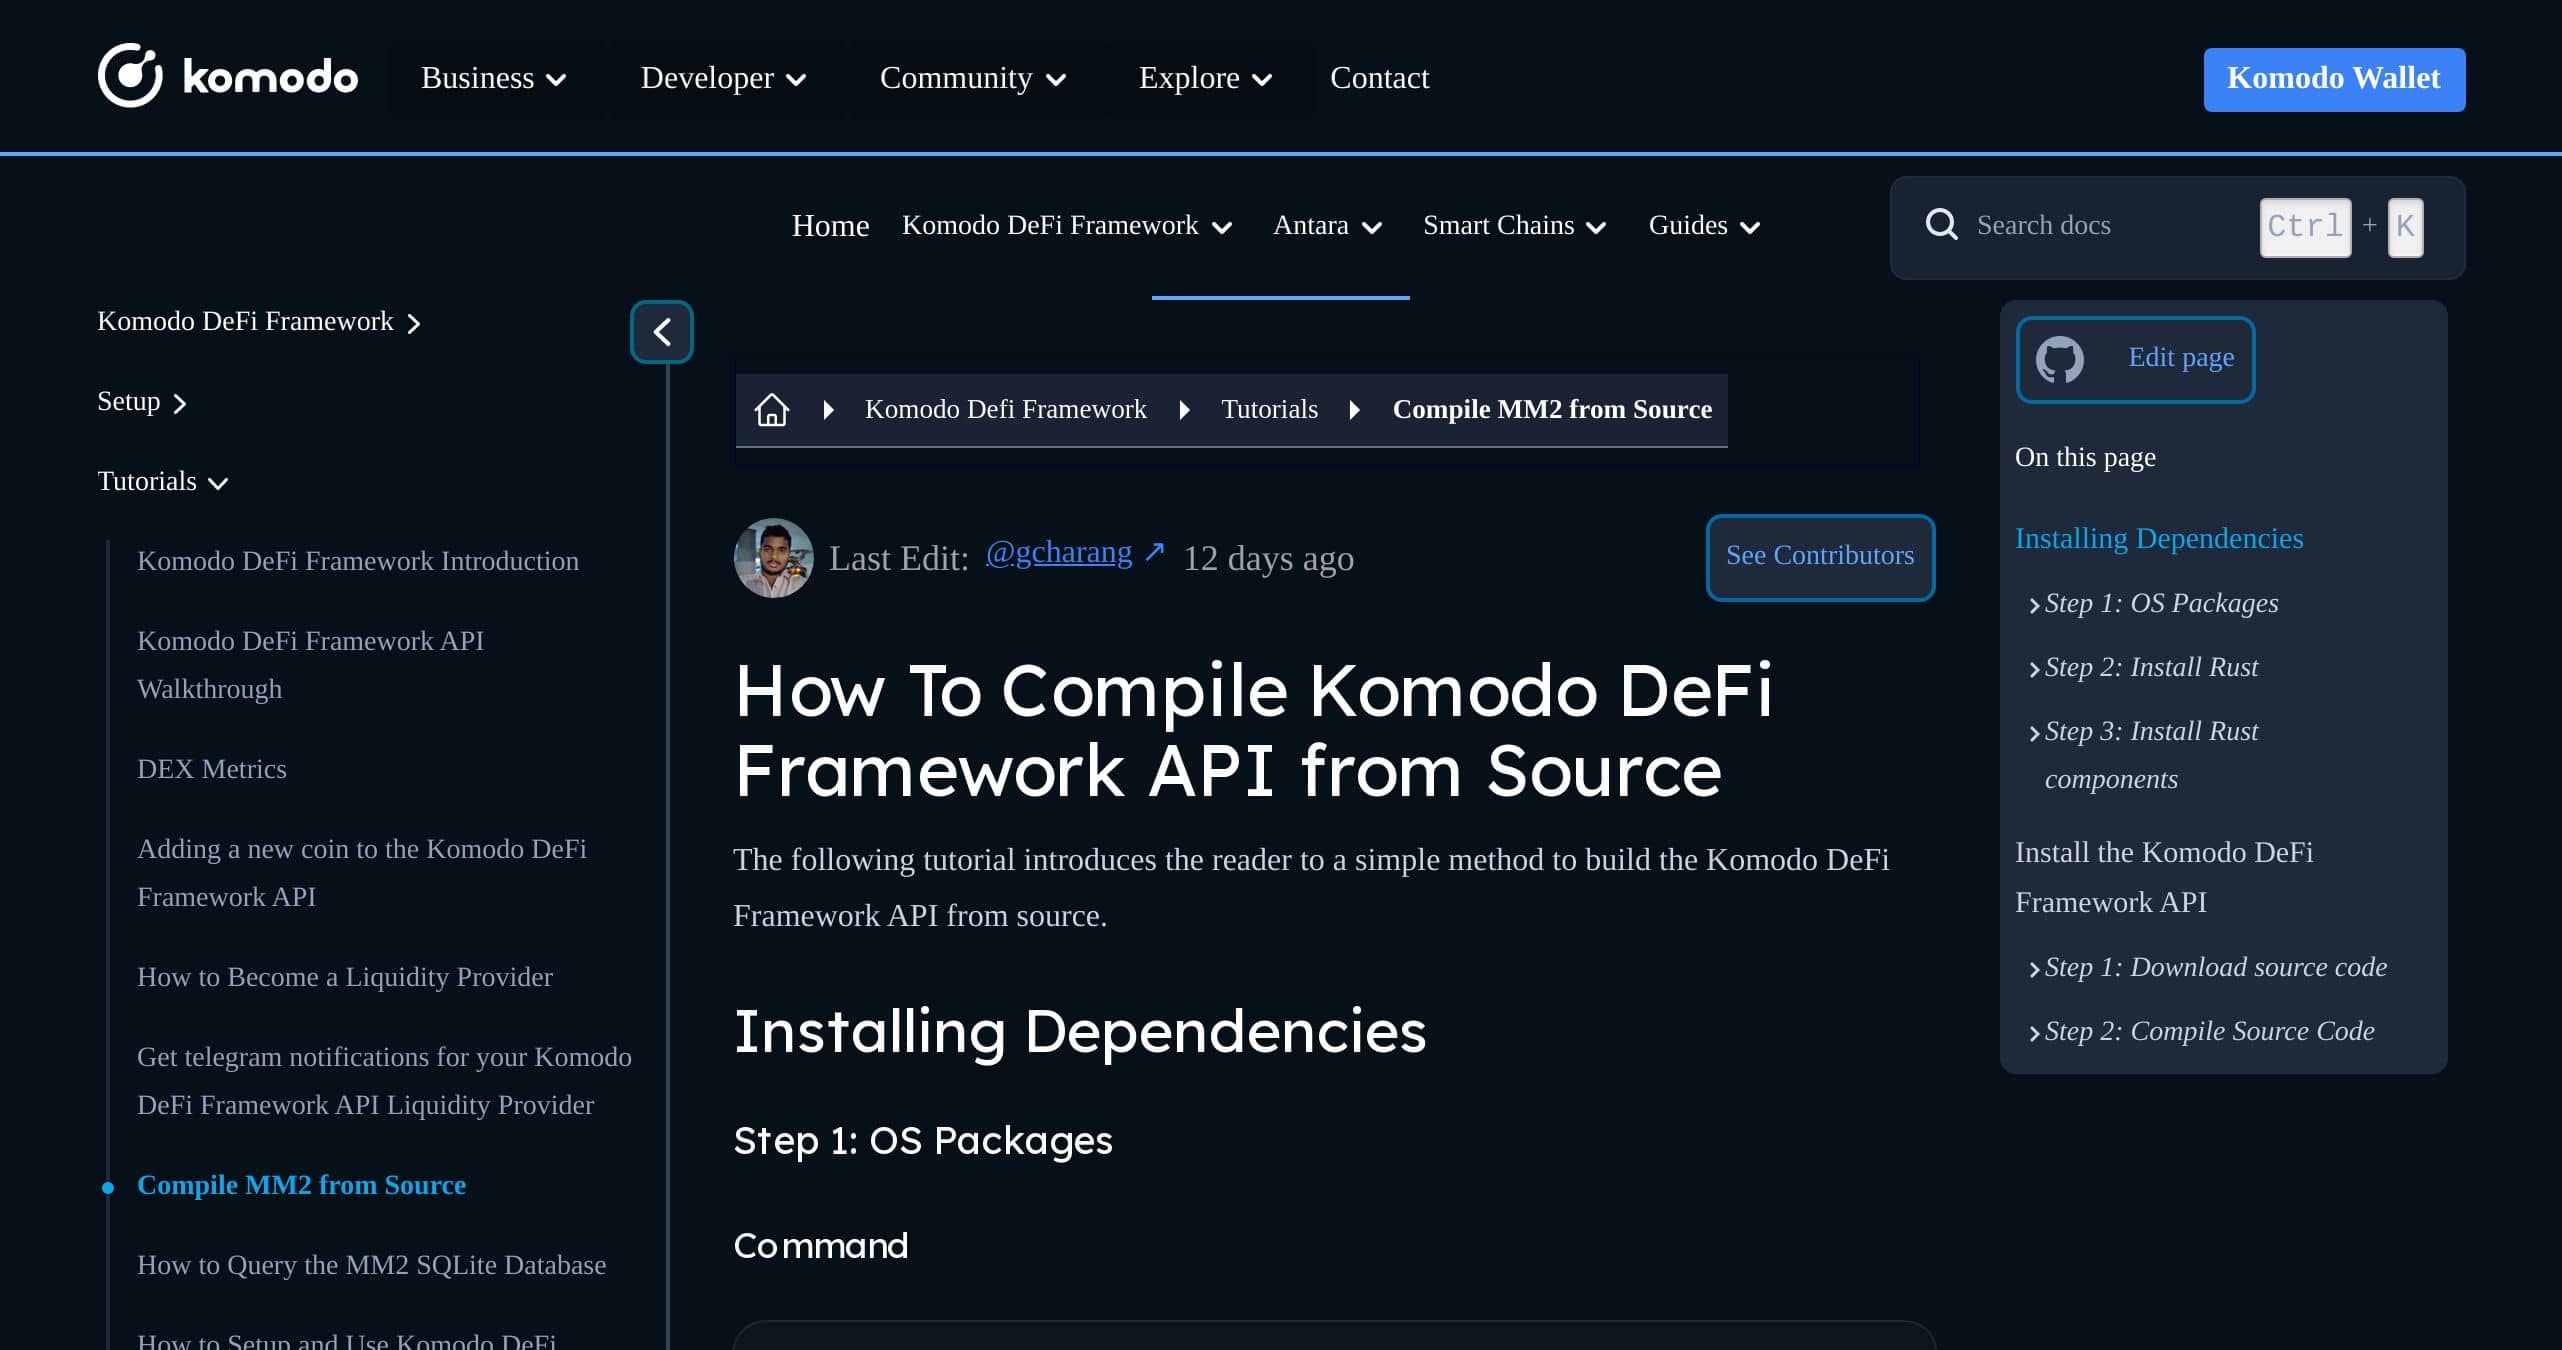 komodo
Business
Developer
Community
Explore
Contact
Komodo Wallet
Home
Komodo DeFi Framework
Antara
Smart Chains
Guides
Search docs
Ctrl + K
Komodo DeFi Framework
Setup
Tutorials
Komodo DeFi Framework Introduction
Komodo DeFi Framework API
Walkthrough
DEX Metrics
Adding a new coin to the Komodo DeFi
Framework API
How to Become a Liquidity Provider
Get telegram notifications for your Komodo
DeFi Framework API Liquidity Provider
Compile MM2 from Source
How to Query the MM2 SQLite Database
How to Setup and Use Komodo DeFi
Komodo Defi Framework
Tutorials
Compile MM2 from Source
Last Edit: @gcharang ↗ 12 days ago
See Contributors
How To Compile Komodo DeFi
Framework API from Source
The following tutorial introduces the reader to a simple method to build the Komodo DeFi
Framework API from source.
Installing Dependencies
Step 1: OS Packages
Command
Edit page
On this page
Installing Dependencies
Step 1: OS Packages
Step 2: Install Rust
Step 3: Install Rust
components
Install the Komodo DeFi
Framework API
Step 1: Download source code
Step 2: Compile Source Code